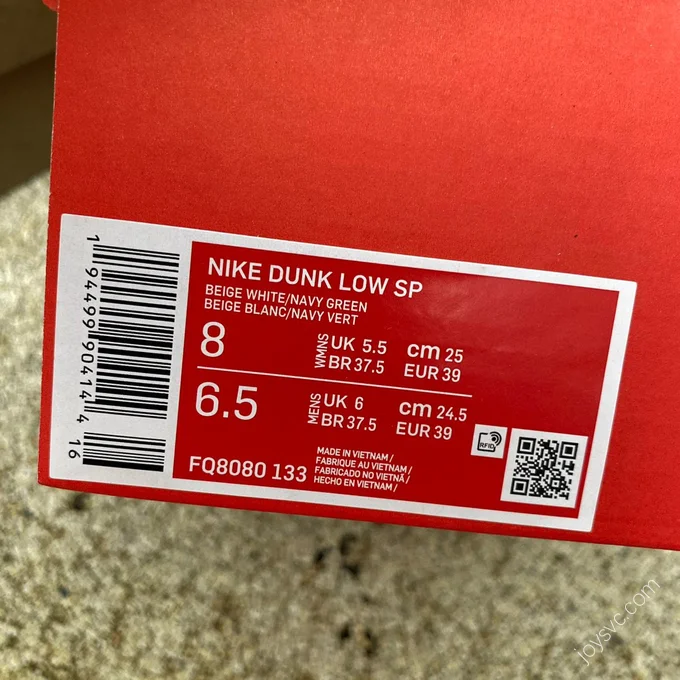 1 94499 90414 4 16
NIKE DUNK LOW SP
BEIGE WHITE/NAVY GREEN
BEIGE BLANC/NAVY VERT
8 WMNS UK 5.5 cm 25
BR 37.5 EUR 39
6.5 MENS UK 6 cm 24.5
BR 37.5 EUR 39
FQ8080 133
MADE IN VIETNAM /
FABRIQUE AU VIETNAM /
FABRICADO NO VIETNÃ /
HECHO EN VIETNAM /
RFID
joysvc.com